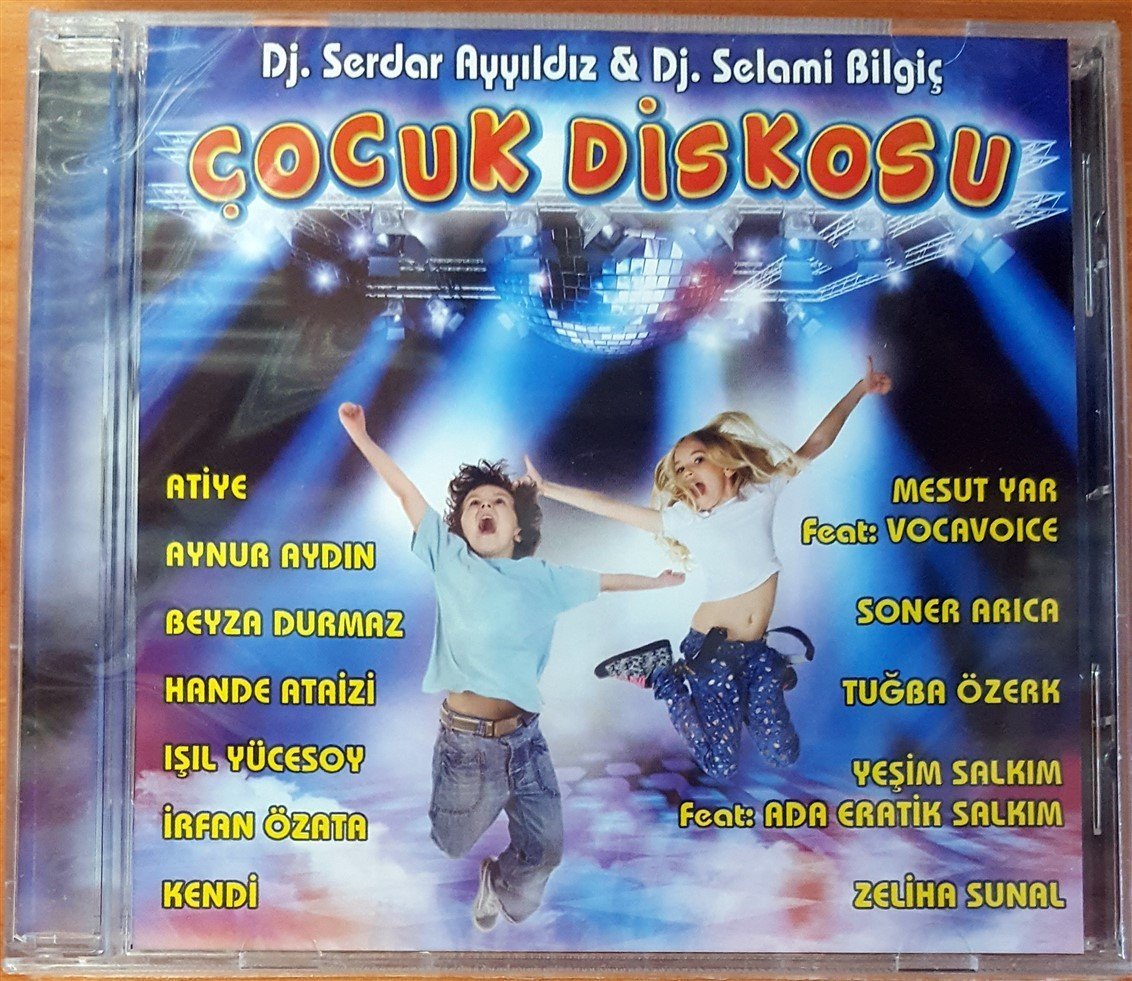 Dj. Serdar Ayyıldız & Dj. Selami Bilgiç
ÇOCUK DİSKOSU
ATİYE
AYNUR AYDIN
BEYZA DURMAZ
HANDE ATAİZİ
IŞIL YÜCESOY
İRFAN ÖZATA
KENDİ
MESUT YAR
Feat: VOCAVOICE
SONER ARICA
TUĞBA ÖZERK
YEŞİM SALKIM
Feat: ADA ERATİK SALKIM
ZELİHA SUNAL